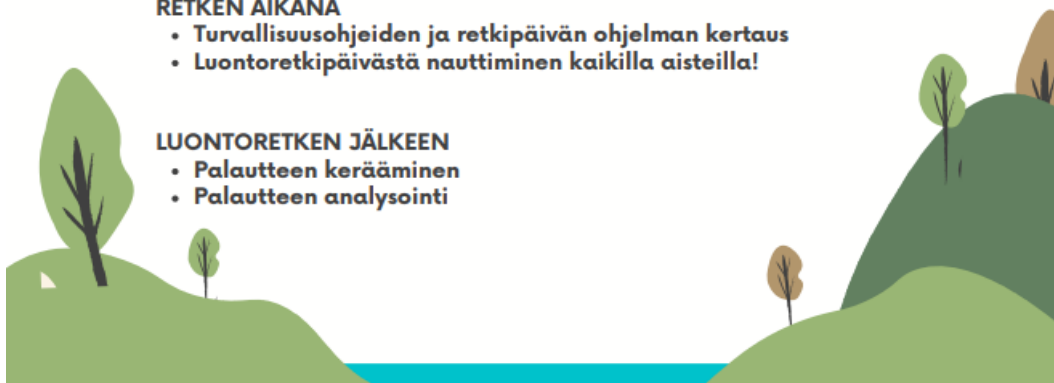 RETKEN AIKANA
• Turvallisuusohjeiden ja retkipäivän ohjelman kertaus
• Luontoretkipäivästä nauttiminen kaikilla aisteilla!
LUONTORETKEN JÄLKEEN
• Palautteen kerääminen
• Palautteen analysointi